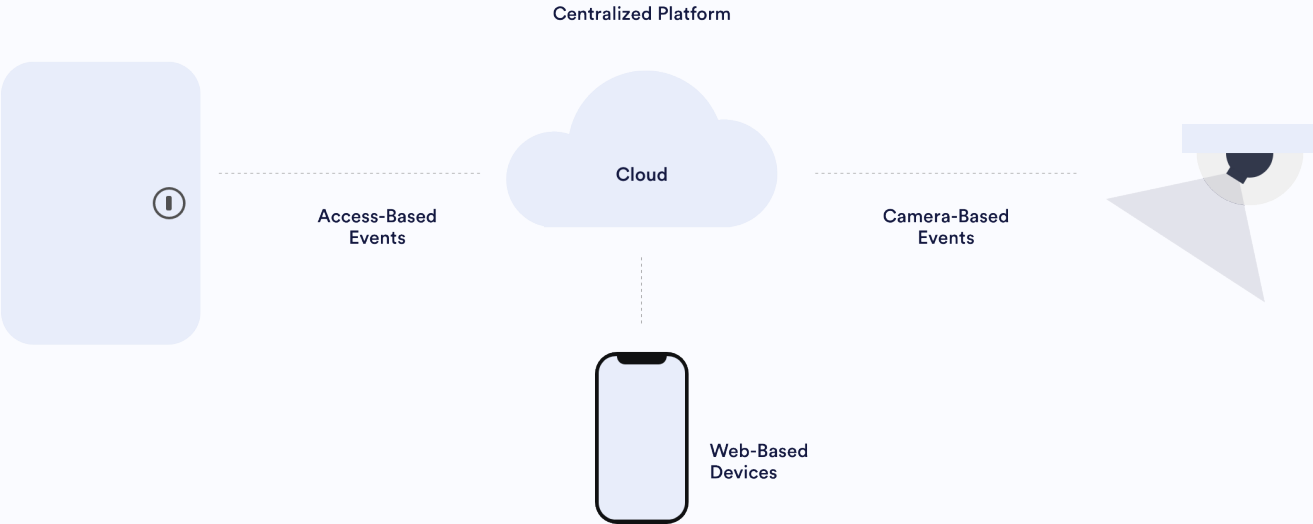 Centralized Platform
Cloud
Access-Based
Events
Camera-Based
Events
Web-Based
Devices